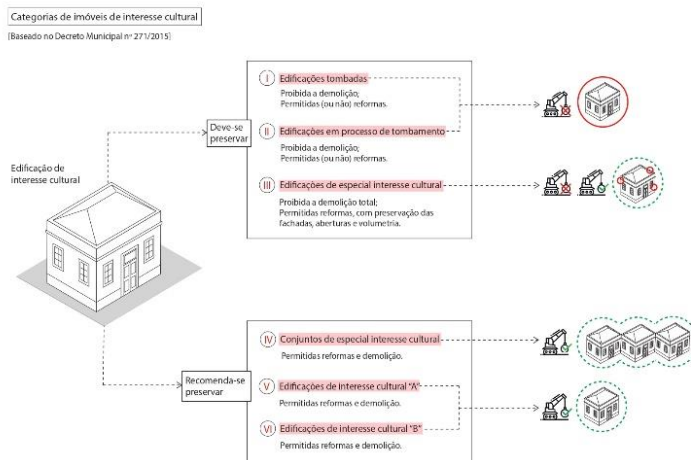 Categorias de imóveis de interesse cultural
(Baseado no Decreto Municipal nº 271/2015)
Edificação de
interesse cultural
Deve-se
preservar
I Edificações tombadas
Proibida a demolição;
Permitidas (ou não) reformas.
II Edificações em processo de tombamento
Proibida a demolição;
Permitidas (ou não) reformas.
III Edificações de especial interesse cultural
Proibida a demolição total;
Permitidas reformas, com preservação das
fachadas, aberturas e volumetria.
Recomenda-se
preservar
IV Conjuntos de especial interesse cultural
Permitidas reformas e demolição.
V Edificações de interesse cultural "A"
Permitidas reformas e demolição.
VI Edificações de interesse cultural "B"
Permitidas reformas e demolição.